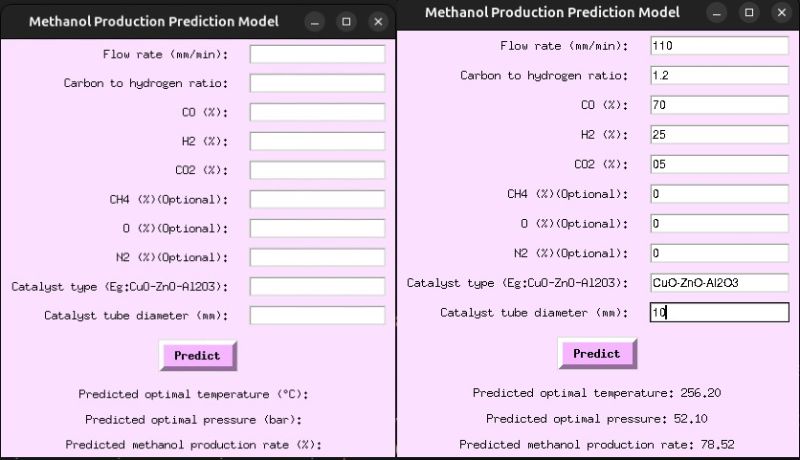 Methanol Production Prediction Model
Flow rate (mm/min):
Carbon to hydrogen ratio:
CO (%):
H2 (%):
CO2 (%):
CH4 (%)(Optional):
O (%)(Optional):
N2 (%)(Optional):
Catalyst type (Eg:CuO-ZnO-Al2O3):
Catalyst tube diameter (mm):
Predict
Predicted optimal temperature (°C):
Predicted optimal pressure (bar):
Predicted methanol production rate (%):
Methanol Production Prediction Model
Flow rate (mm/min): 110
Carbon to hydrogen ratio: 1.2
CO (%): 70
H2 (%): 25
CO2 (%): 05
CH4 (%)(Optional): 0
O (%)(Optional): 0
N2 (%)(Optional): 0
Catalyst type (Eg:CuO-ZnO-Al2O3): CuO-ZnO-Al2O3
Catalyst tube diameter (mm): 10
Predict
Predicted optimal temperature: 256.20
Predicted optimal pressure: 52.10
Predicted methanol production rate: 78.52